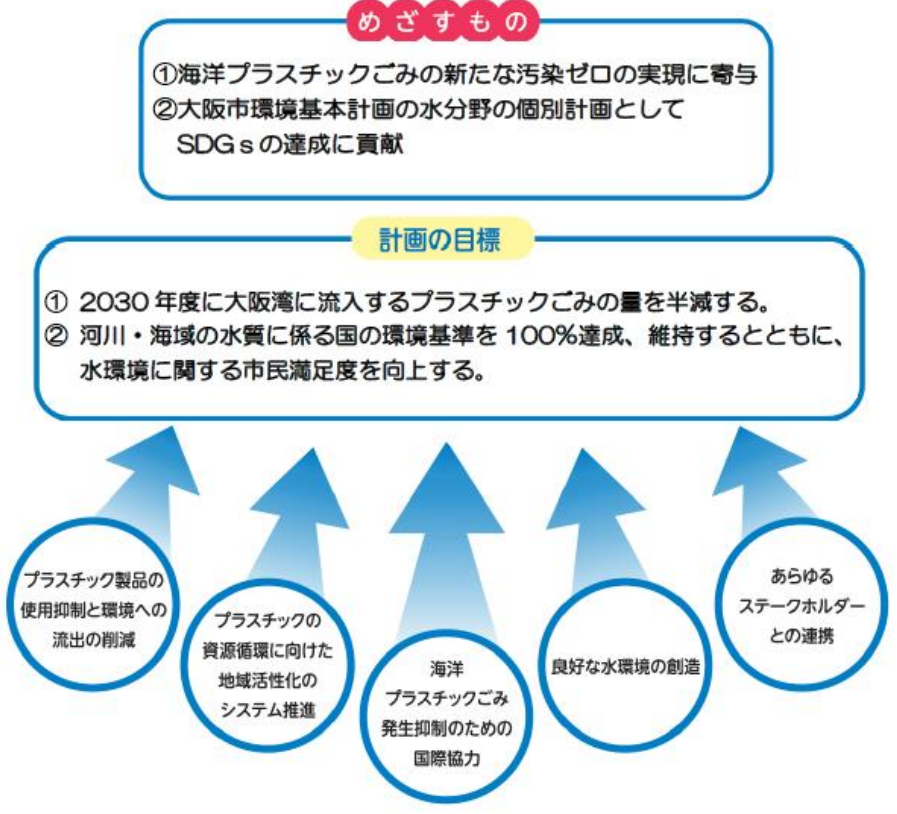 めざすもの
①海洋プラスチックごみの新たな汚染ゼロの実現に寄与
②大阪市環境基本計画の水分野の個別計画として
SDGsの達成に貢献
計画の目標
① 2030年度に大阪湾に流入するプラスチックごみの量を半減する。
② 河川・海域の水質に係る国の環境基準を100%達成、維持するとともに、
水環境に関する市民満足度を向上する。
プラスチック製品の
使用抑制と環境への
流出の削減
プラスチックの
資源循環に向けた
地域活性化の
システム推進
海洋
プラスチックごみ
発生抑制のための
国際協力
良好な水環境の創造
あらゆる
ステークホルダー
との連携